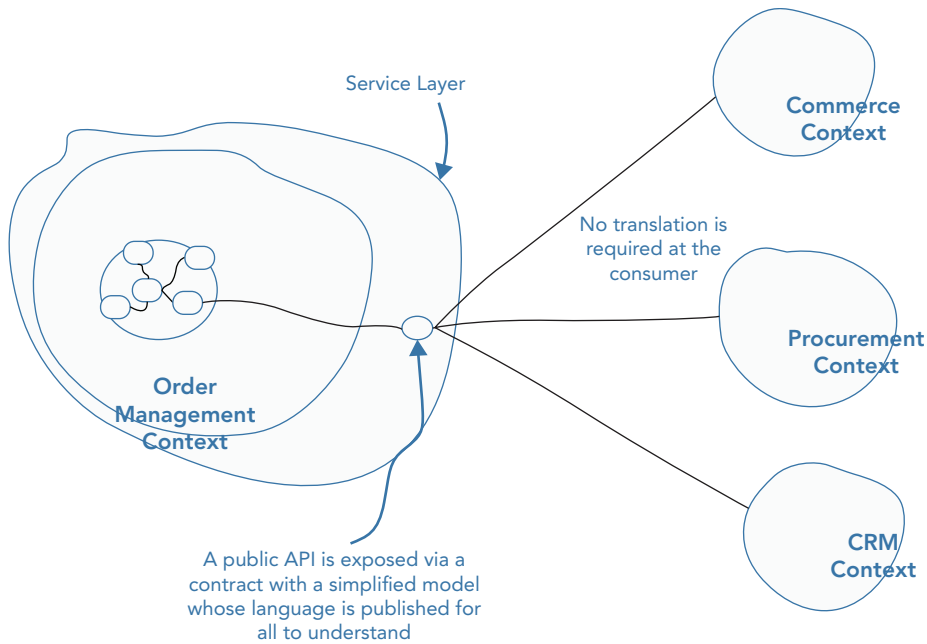 Service Layer
Commerce
Context
No translation is
required at the
consumer
Procurement
Context
Order
Management
Context
CRM
Context
A public API is exposed via a
contract with a simplified model
whose language is published for
all to understand